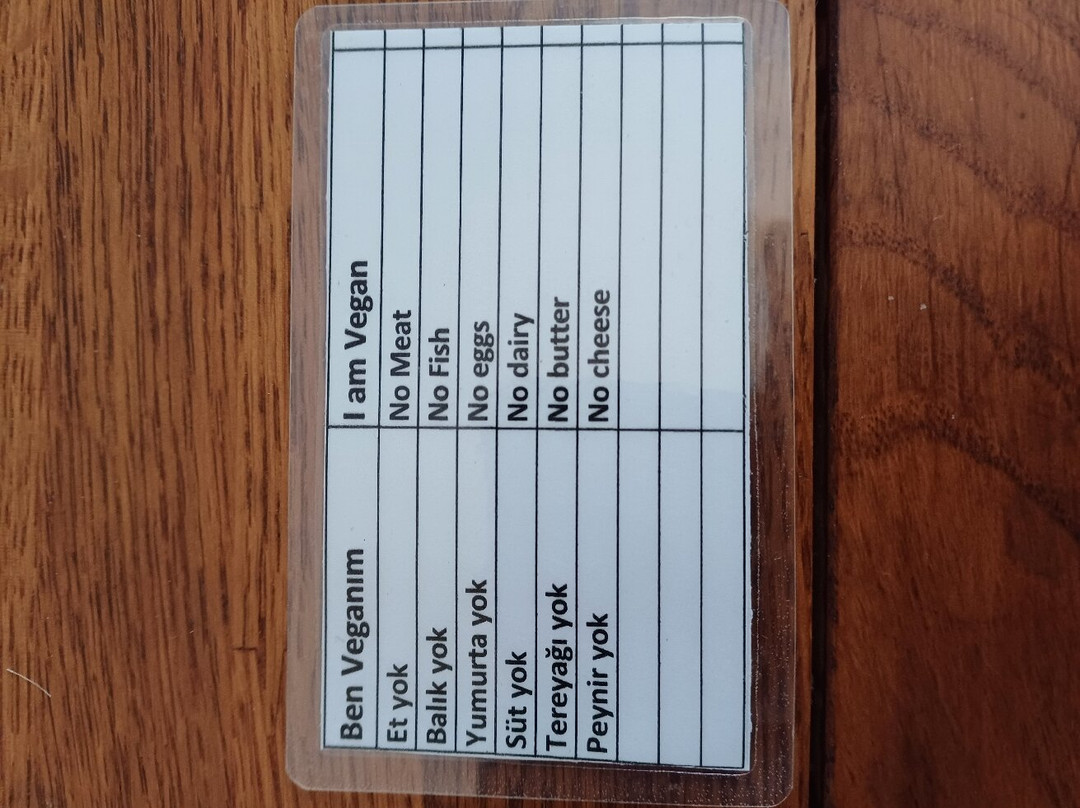 Ben Veganım I am Vegan
Et yok No Meat
Balık yok No Fish
Yumurta yok No eggs
Süt yok No dairy
Tereyağı yok No butter
Peynir yok No cheese